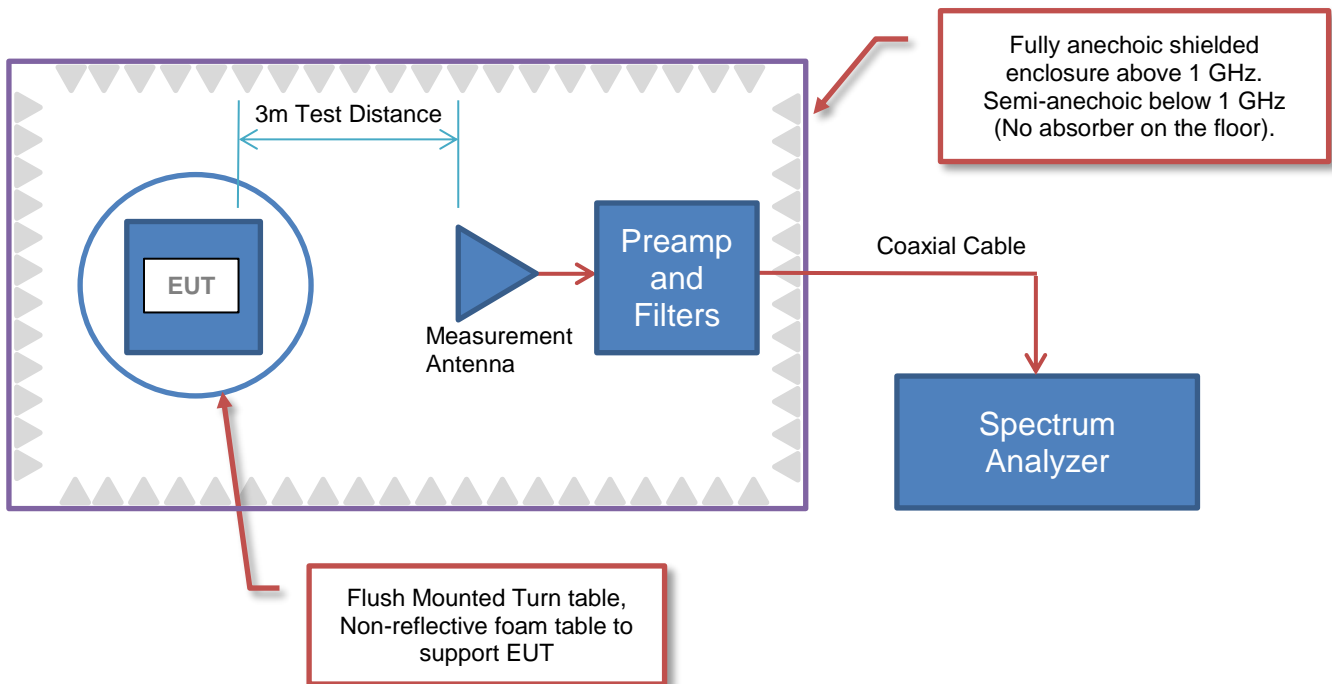 Fully anechoic shielded
enclosure above 1 GHz.
Semi-anechoic below 1 GHz
(No absorber on the floor).
3m Test Distance
Preamp
and
Filters
Coaxial Cable
EUT
Measurement
Antenna
Spectrum
Analyzer
Flush Mounted Turn table,
Non-reflective foam table to
support EUT